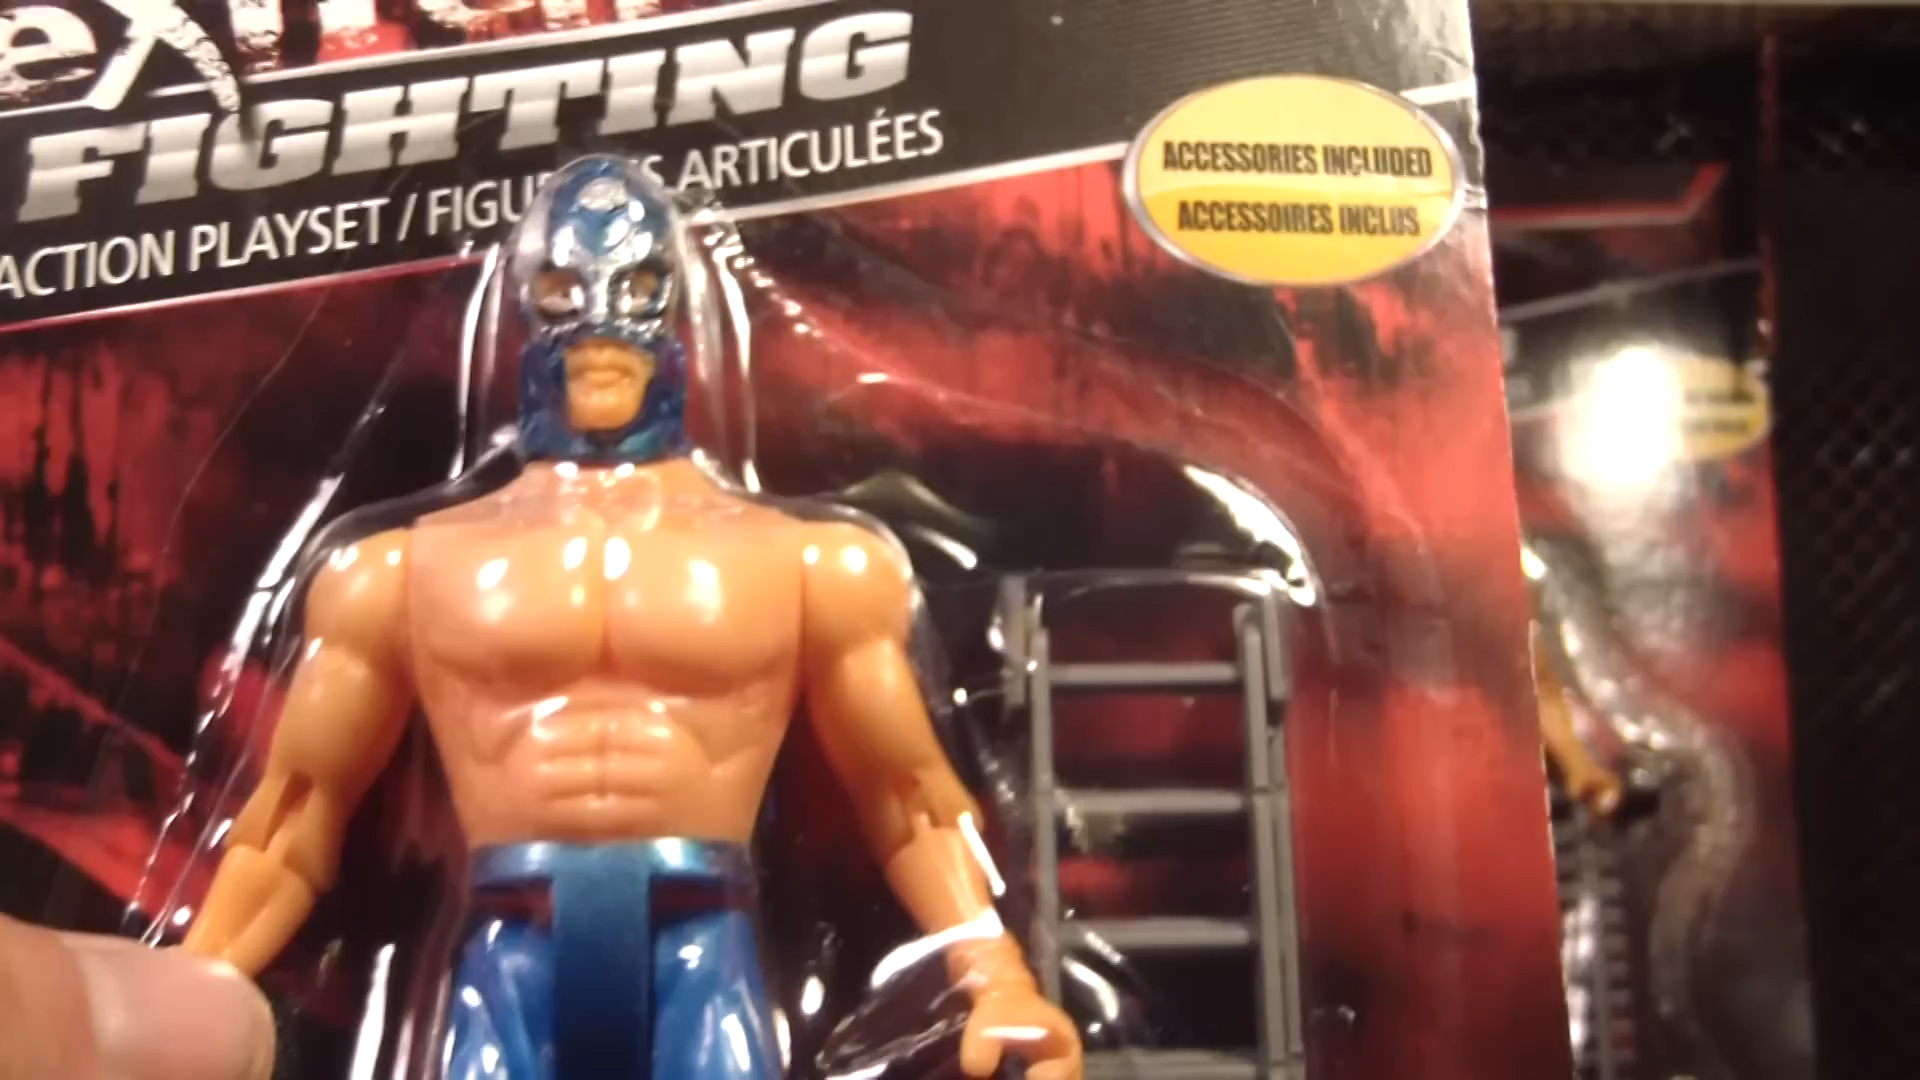 FIGHTING
ACTION PLAYSET / FIGU S ARTICULÉES
ACCESSORIES INCLUDED
ACCESSOIRES INCLUS